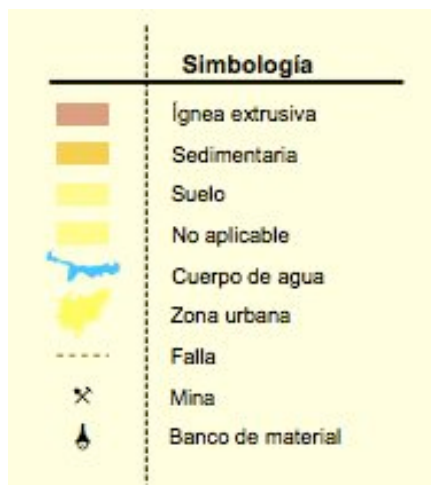 Simbología
Ígnea extrusiva
Sedimentaria
Suelo
No aplicable
Cuerpo de agua
Zona urbana
Falla
Mina
Banco de material